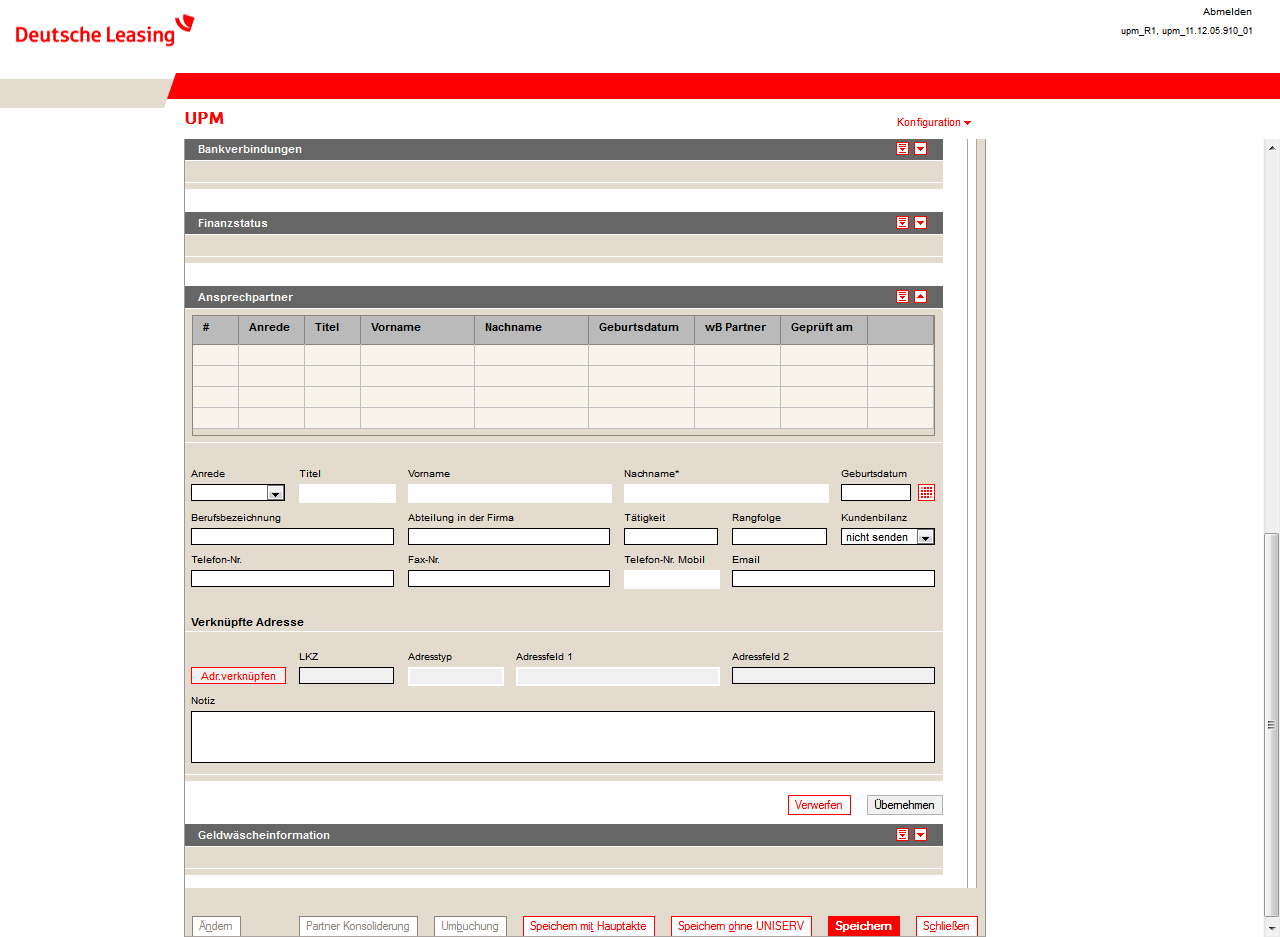 Abmelden
Deutsche Leasing
upm_R1, upm_11.12.05.910_01
UPM
Konfiguration
Bankverbindungen
Finanzstatus
Ansprechpartner
# Anrede Titel Vorname Nachname Geburtsdatum wB Partner Geprüft am
Anrede Titel Vorname Nachname* Geburtsdatum
Berufsbezeichnung Abteilung in der Firma Tätigkeit Rangfolge Kundenbilanz
nicht senden
Telefon-Nr. Fax-Nr. Telefon-Nr. Mobil Email
Verknüpfte Adresse
LKZ Adresstyp Adressfeld 1 Adressfeld 2
Adr.verknüpfen
Notiz
Verwerfen Übernehmen
Geldwäscheinformation
Ändern Partner Konsolidierung Umbuchung Speichern mit Hauptakte Speichern ohne UNISERV Speichern Schließen